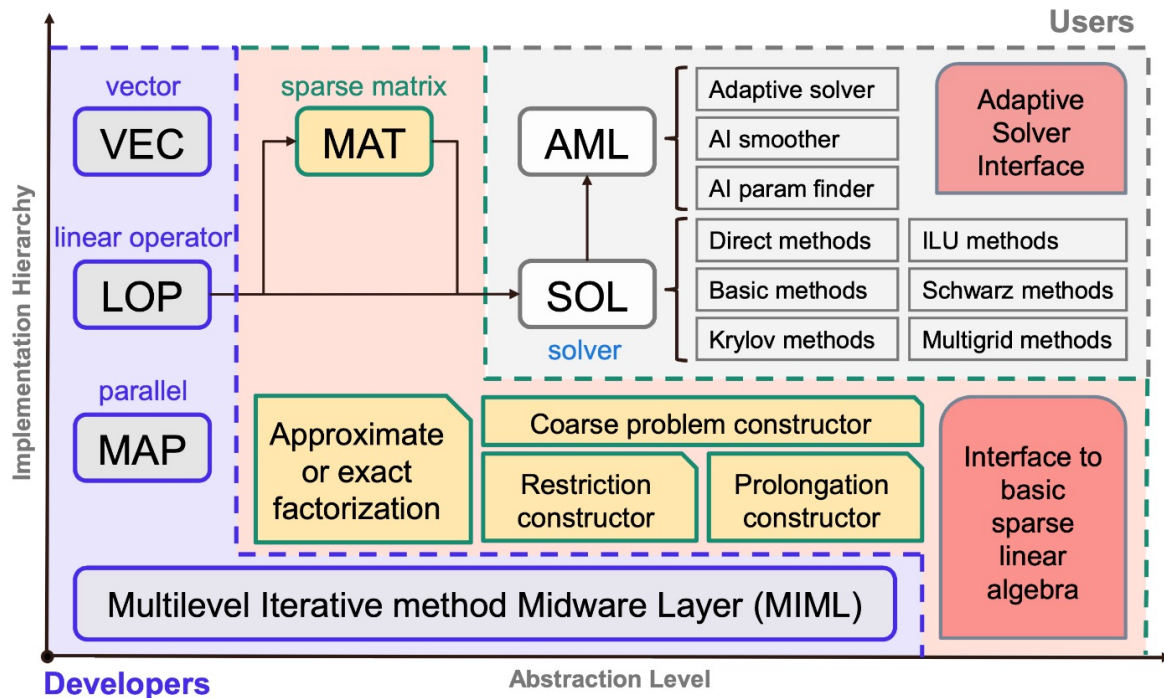 Users
vector
VEC
sparse matrix
MAT
AML
Adaptive solver
AI smoother
AI param finder
Adaptive
Solver
Interface
linear operator
LOP
SOL
solver
Direct methods
ILU methods
Basic methods
Schwarz methods
Krylov methods
Multigrid methods
parallel
MAP
Approximate
or exact
factorization
Coarse problem constructor
Restriction
constructor
Prolongation
constructor
Interface to
basic
sparse
linear
algebra
Multilevel Iterative method Midware Layer (MIML)
Implementation Hierarchy
Developers
Abstraction Level